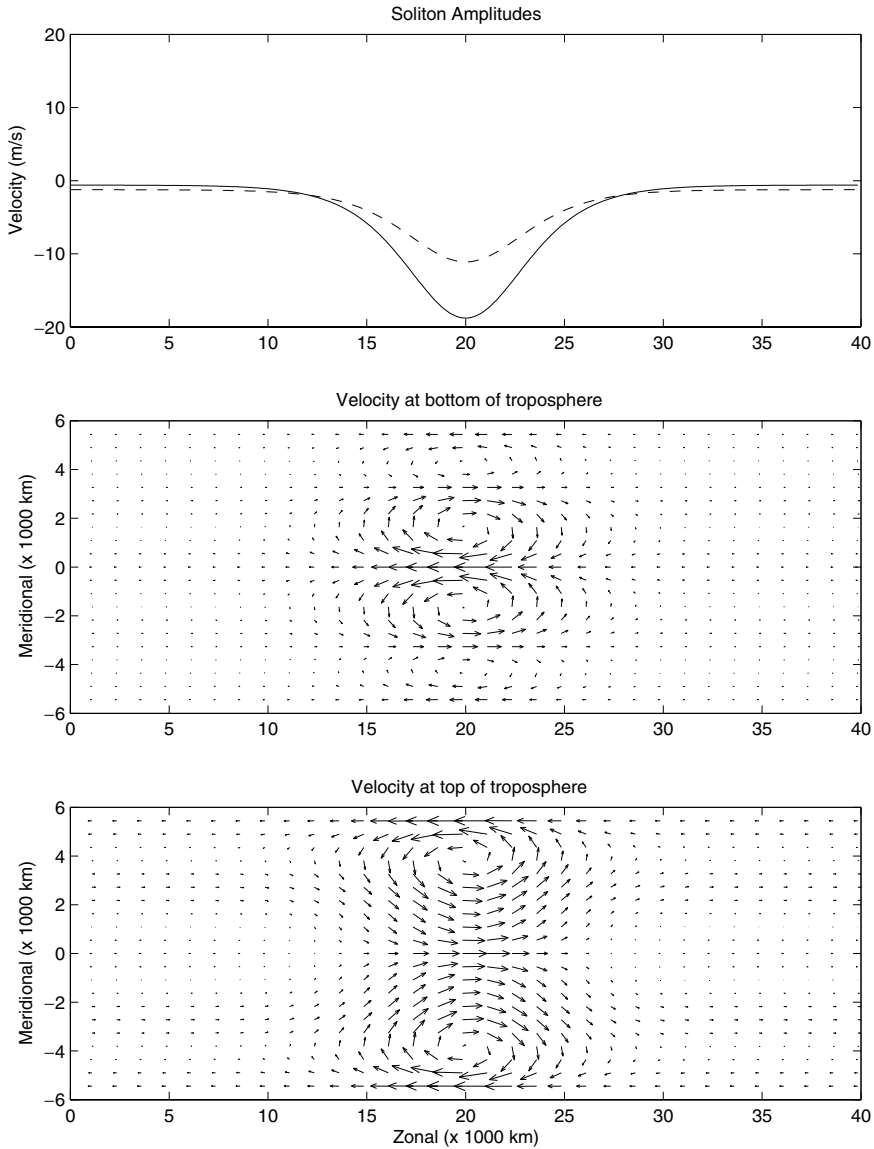 Soliton Amplitudes
20
10
0
−10
−20
Velocity (m/s)
0 5 10 15 20 25 30 35 40
Velocity at bottom of troposphere
6
4
2
0
−2
−4
−6
Meridional (x 1000 km)
0 5 10 15 20 25 30 35 40
Velocity at top of troposphere
6
4
2
0
−2
−4
−6
Meridional (x 1000 km)
0 5 10 15 20 25 30 35 40
Zonal (x 1000 km)